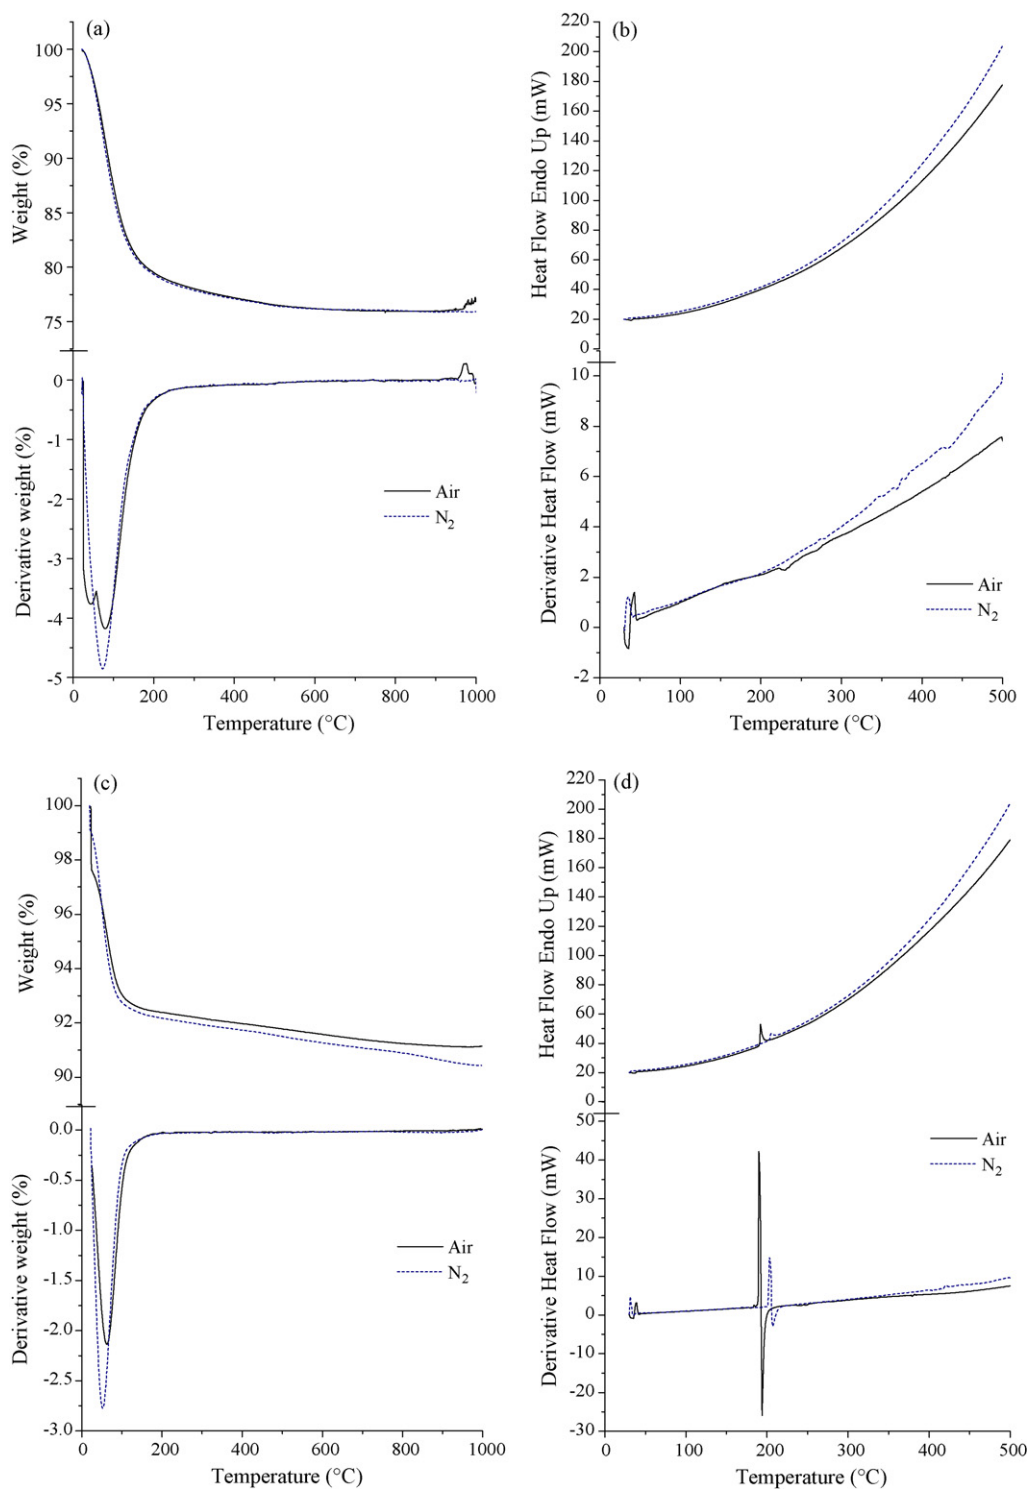 (a)
100
95
90
85
80
75
Weight (%)
0
-1
-2
-3
-4
-5
Derivative weight (%)
Air
N2
0 200 400 600 800 1000
Temperature (°C)
(b)
220
200
180
160
140
120
100
80
60
40
20
0
Heat Flow Endo Up (mW)
10
8
6
4
2
0
-2
Derivative Heat Flow (mW)
Air
N2
0 100 200 300 400 500
Temperature (°C)
(c)
100
98
96
94
92
90
Weight (%)
0.0
-0.5
-1.0
-1.5
-2.0
-2.5
-3.0
Derivative weight (%)
Air
N2
0 200 400 600 800 1000
Temperature (°C)
(d)
220
200
180
160
140
120
100
80
60
40
20
0
Heat Flow Endo Up (mW)
50
40
30
20
10
0
-10
-20
-30
Derivative Heat Flow (mW)
Air
N2
0 100 200 300 400 500
Temperature (°C)